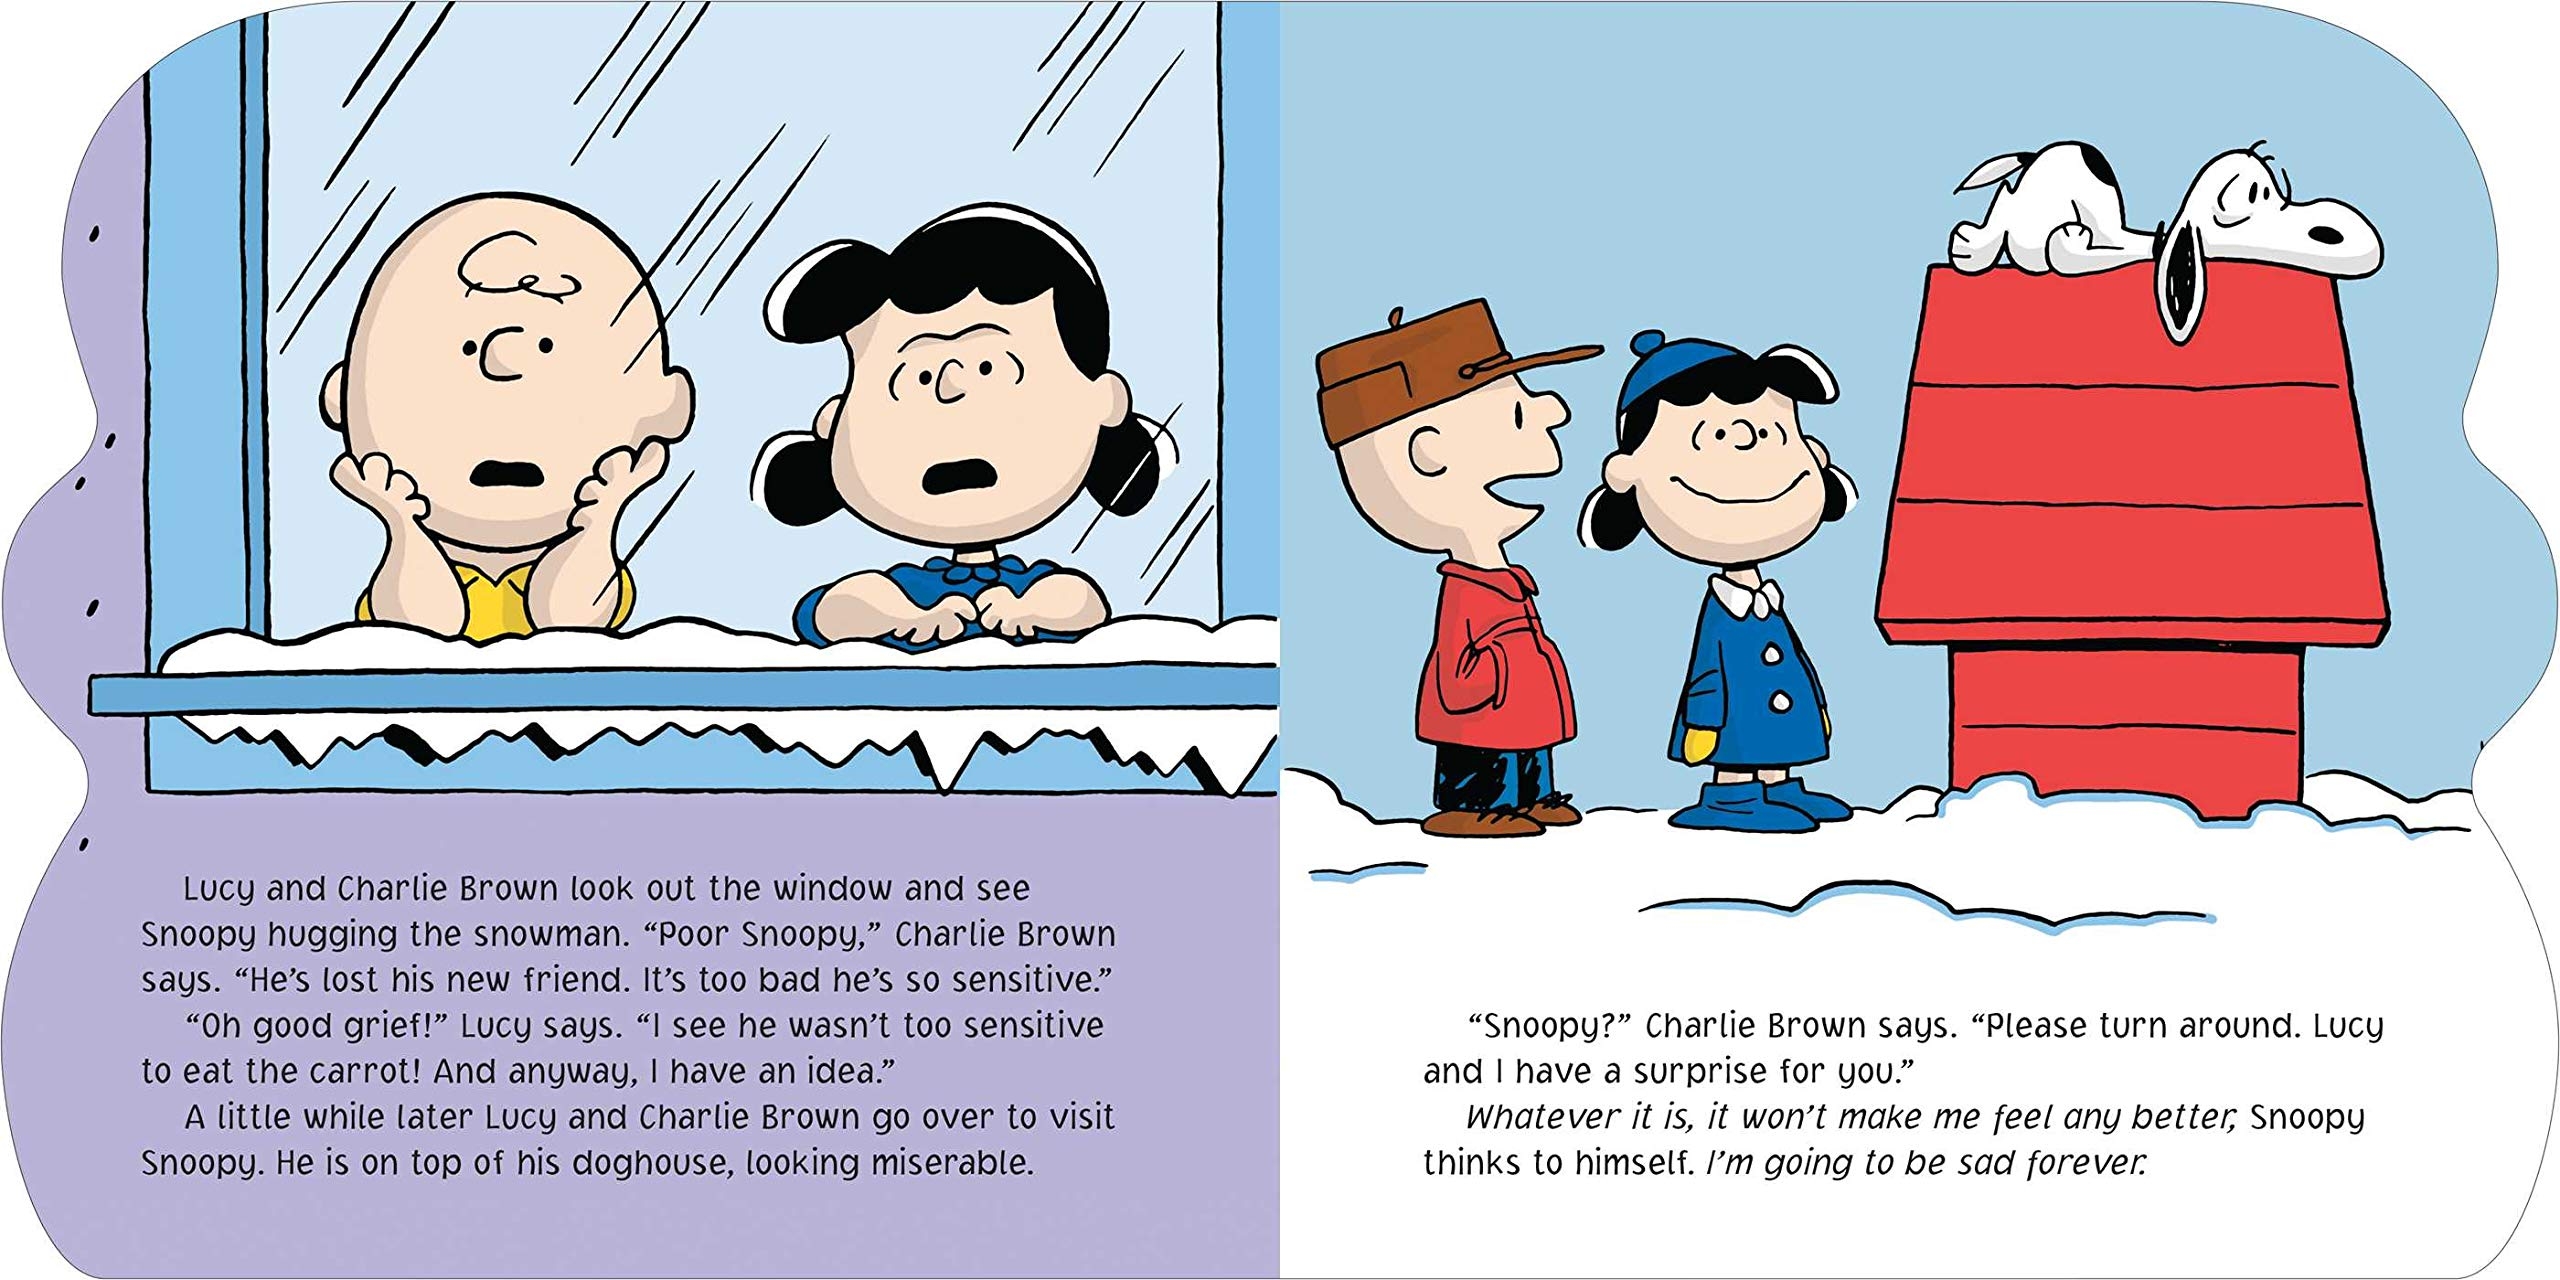 Lucy and Charlie Brown look out the window and see
Snoopy hugging the snowman. “Poor Snoopy,” Charlie Brown
says. “He’s lost his new friend. It’s too bad he’s so sensitive.”
“Oh good grief!” Lucy says. “I see he wasn’t too sensitive
to eat the carrot! And anyway, I have an idea.”
A little while later Lucy and Charlie Brown go over to visit
Snoopy. He is on top of his doghouse, looking miserable.
“Snoopy?” Charlie Brown says. “Please turn around. Lucy
and I have a surprise for you.”
Whatever it is, it won’t make me feel any better, Snoopy
thinks to himself. I’m going to be sad forever.